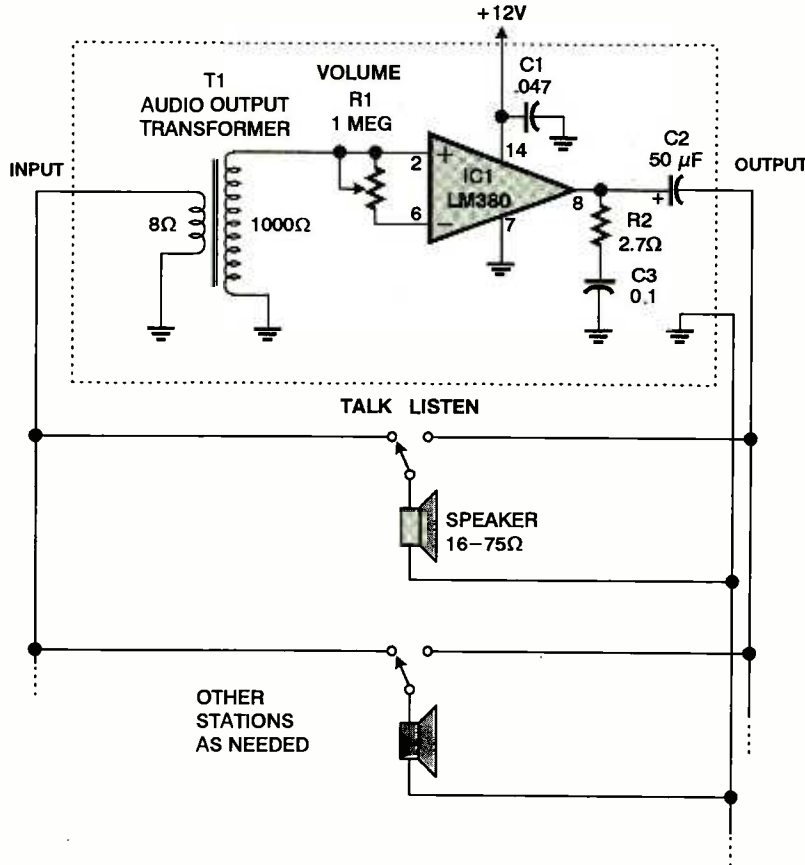 +12V
T1
AUDIO OUTPUT
TRANSFORMER
VOLUME
R1
1 MEG
C1
.047
INPUT
8Ω
1000Ω
2
+
6
−
IC1
LM380
14
7
8
C2
50 µF
+
OUTPUT
R2
2.7Ω
C3
0.1
TALK LISTEN
SPEAKER
16–75Ω
OTHER
STATIONS
AS NEEDED